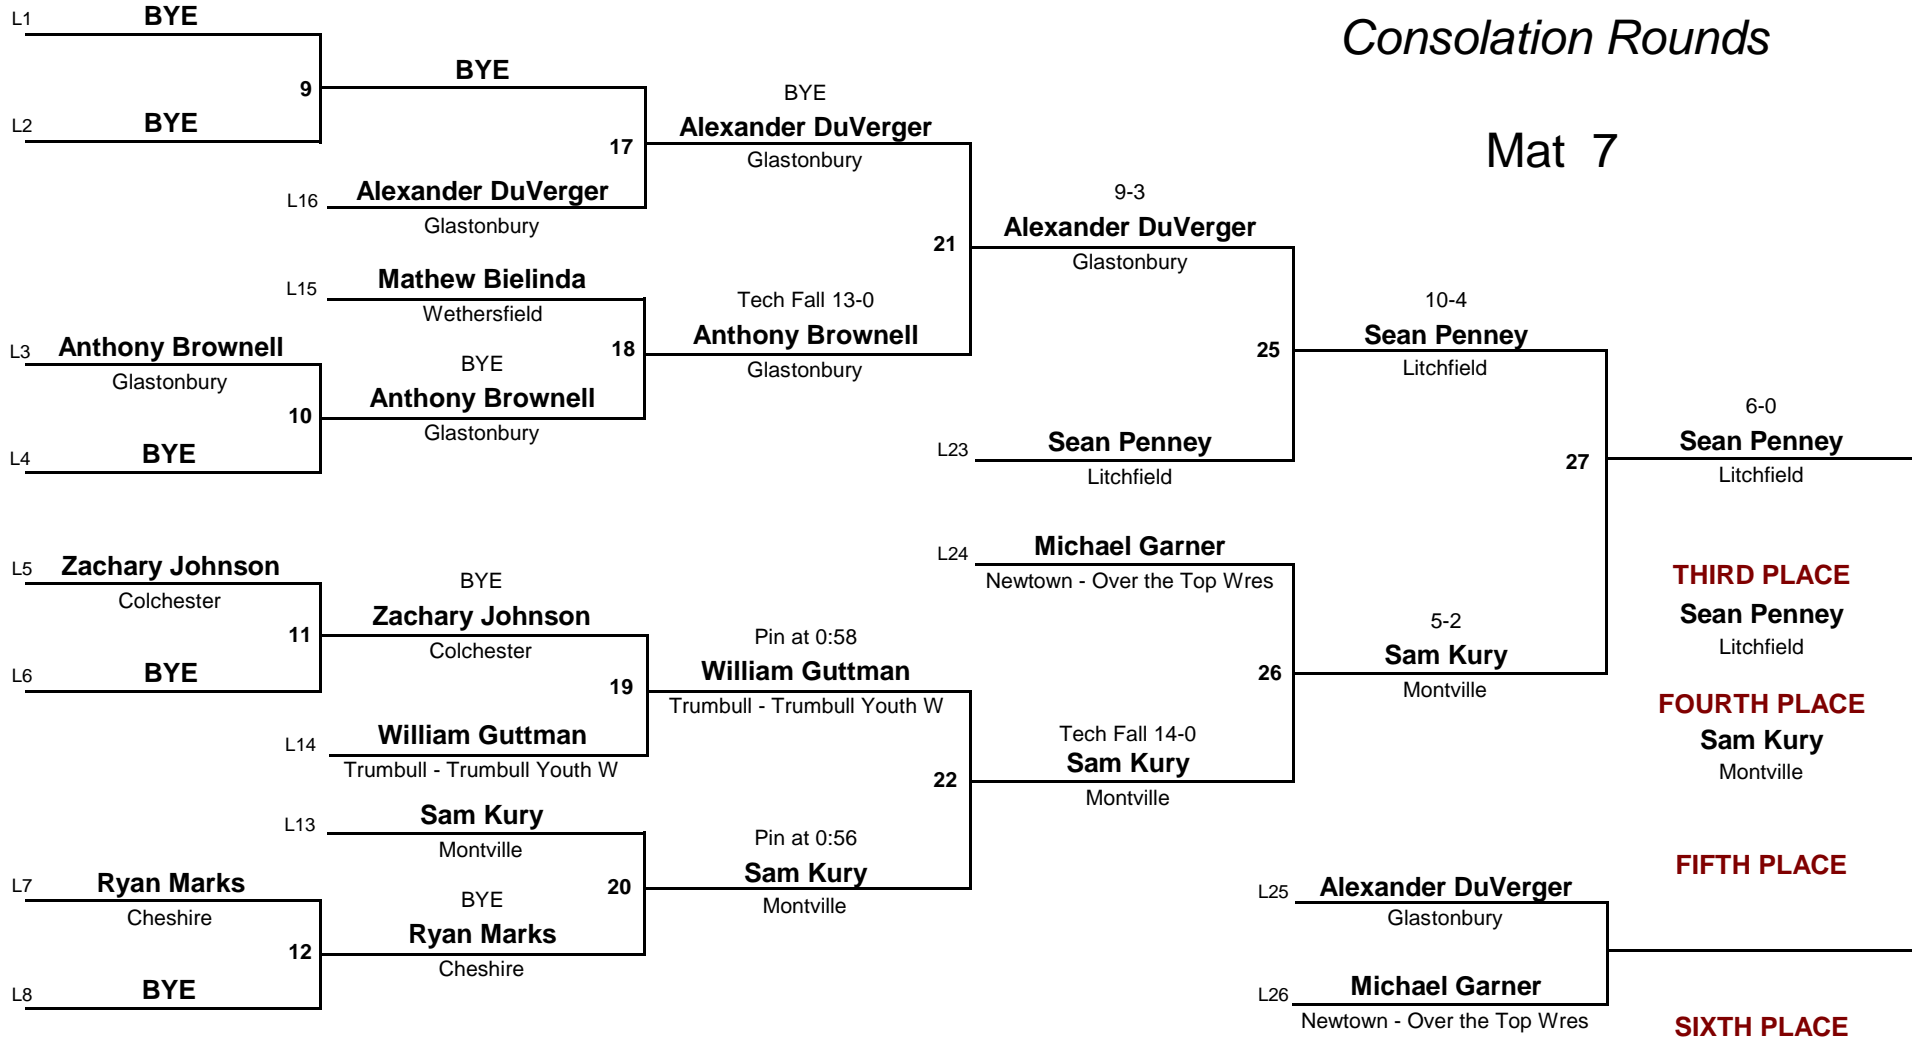 Consolation Rounds
Mat 7
L1 BYE
9
BYE
L2 BYE
17
BYE
Alexander DuVerger
Glastonbury
L16 Alexander DuVerger
Glastonbury
21
9-3
Alexander DuVerger
Glastonbury
L15 Mathew Bielinda
Wethersfield
18
Tech Fall 13-0
Anthony Brownell
Glastonbury
L3 Anthony Brownell
Glastonbury
10
BYE
Anthony Brownell
Glastonbury
L4 BYE
25
10-4
Sean Penney
Litchfield
L23 Sean Penney
Litchfield
27
6-0
Sean Penney
Litchfield
L5 Zachary Johnson
Colchester
11
BYE
Zachary Johnson
Colchester
L6 BYE
19
Pin at 0:58
William Guttman
Trumbull - Trumbull Youth W
L14 William Guttman
Trumbull - Trumbull Youth W
L24 Michael Garner
Newtown - Over the Top Wres
26
5-2
Sam Kury
Montville
22
Tech Fall 14-0
Sam Kury
Montville
L13 Sam Kury
Montville
20
Pin at 0:56
Sam Kury
Montville
L7 Ryan Marks
Cheshire
12
BYE
Ryan Marks
Cheshire
L8 BYE
THIRD PLACE
Sean Penney
Litchfield
FOURTH PLACE
Sam Kury
Montville
FIFTH PLACE
L25 Alexander DuVerger
Glastonbury
L26 Michael Garner
Newtown - Over the Top Wres
SIXTH PLACE